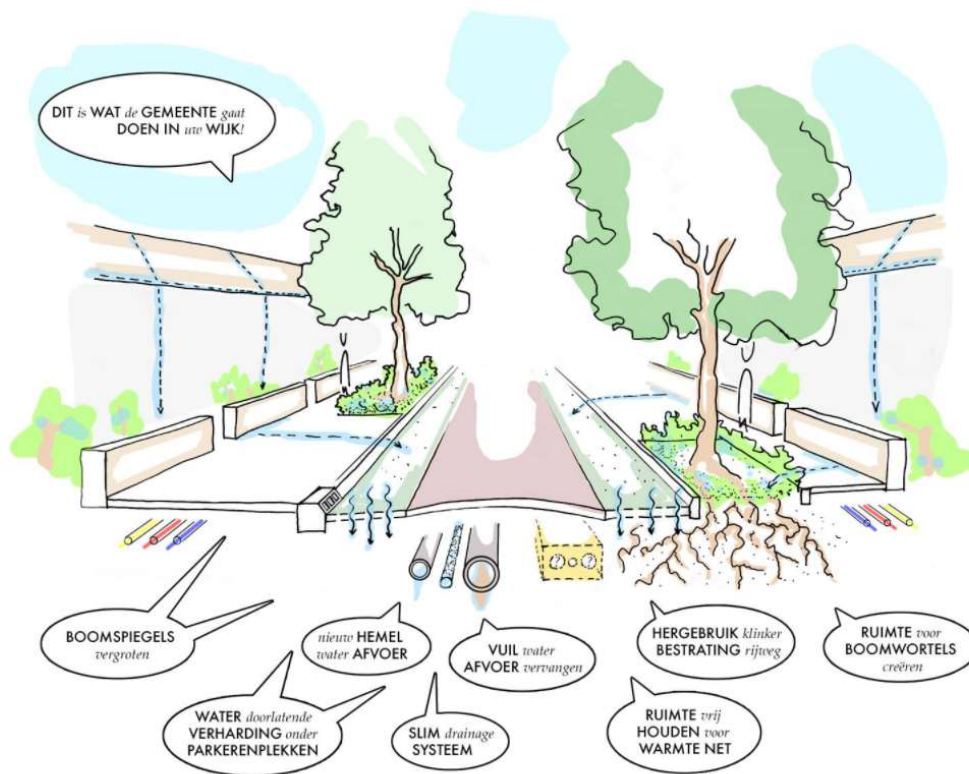 DIT is WAT de GEMEENTE gaat
DOEN IN uw WIJK!
BOOMSPIEGELS
vergroten
nieuw HEMEL
water AFVOER
VUIL water
AFVOER vervangen
HERGEBRUIK klinker
BESTRATING rijweg
RUIMTE voor
BOOMWORTELS
creëren
WATER doorlatende
VERHARDING onder
PARKERENPLEKKEN
SLIM drainage
SYSTEEM
RUIMTE vrij
HOUDEN voor
WARMTE NET